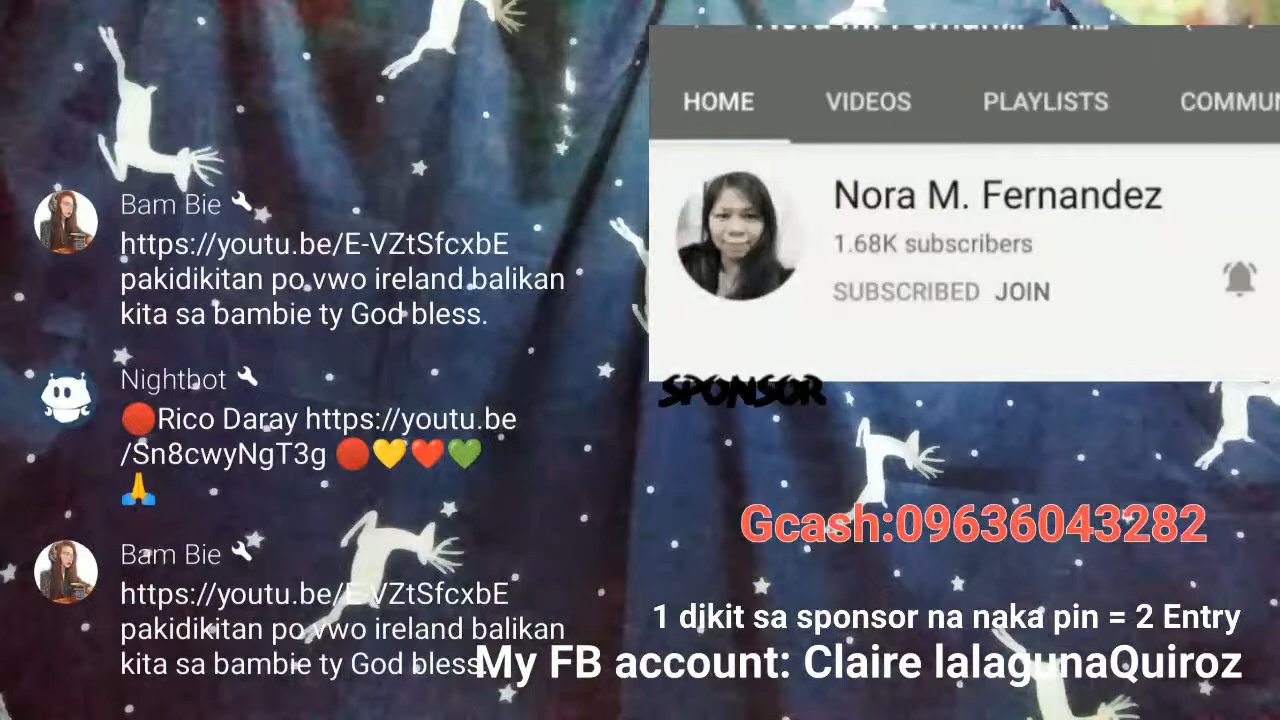 Bam Bie
https://youtu.be/E-VZtSfcxbE
pakidikitan po vwo ireland balikan
kita sa bambie ty God bless.
Nightbot
🔴Rico Daray https://youtu.be
/Sn8cwyNgT3g 🔴💛❤️💚
🙏
Bam Bie
https://youtu.be/E-VZtSfcxbE
pakidikitan po vwo ireland balikan
kita sa bambie ty God bless.
HOME VIDEOS PLAYLISTS COMMUN
Nora M. Fernandez
1.68K subscribers
SUBSCRIBED JOIN
SPONSOR
Gcash:09636043282
1 dikit sa sponsor na naka pin = 2 Entry
My FB account: Claire lalagunaQuiroz